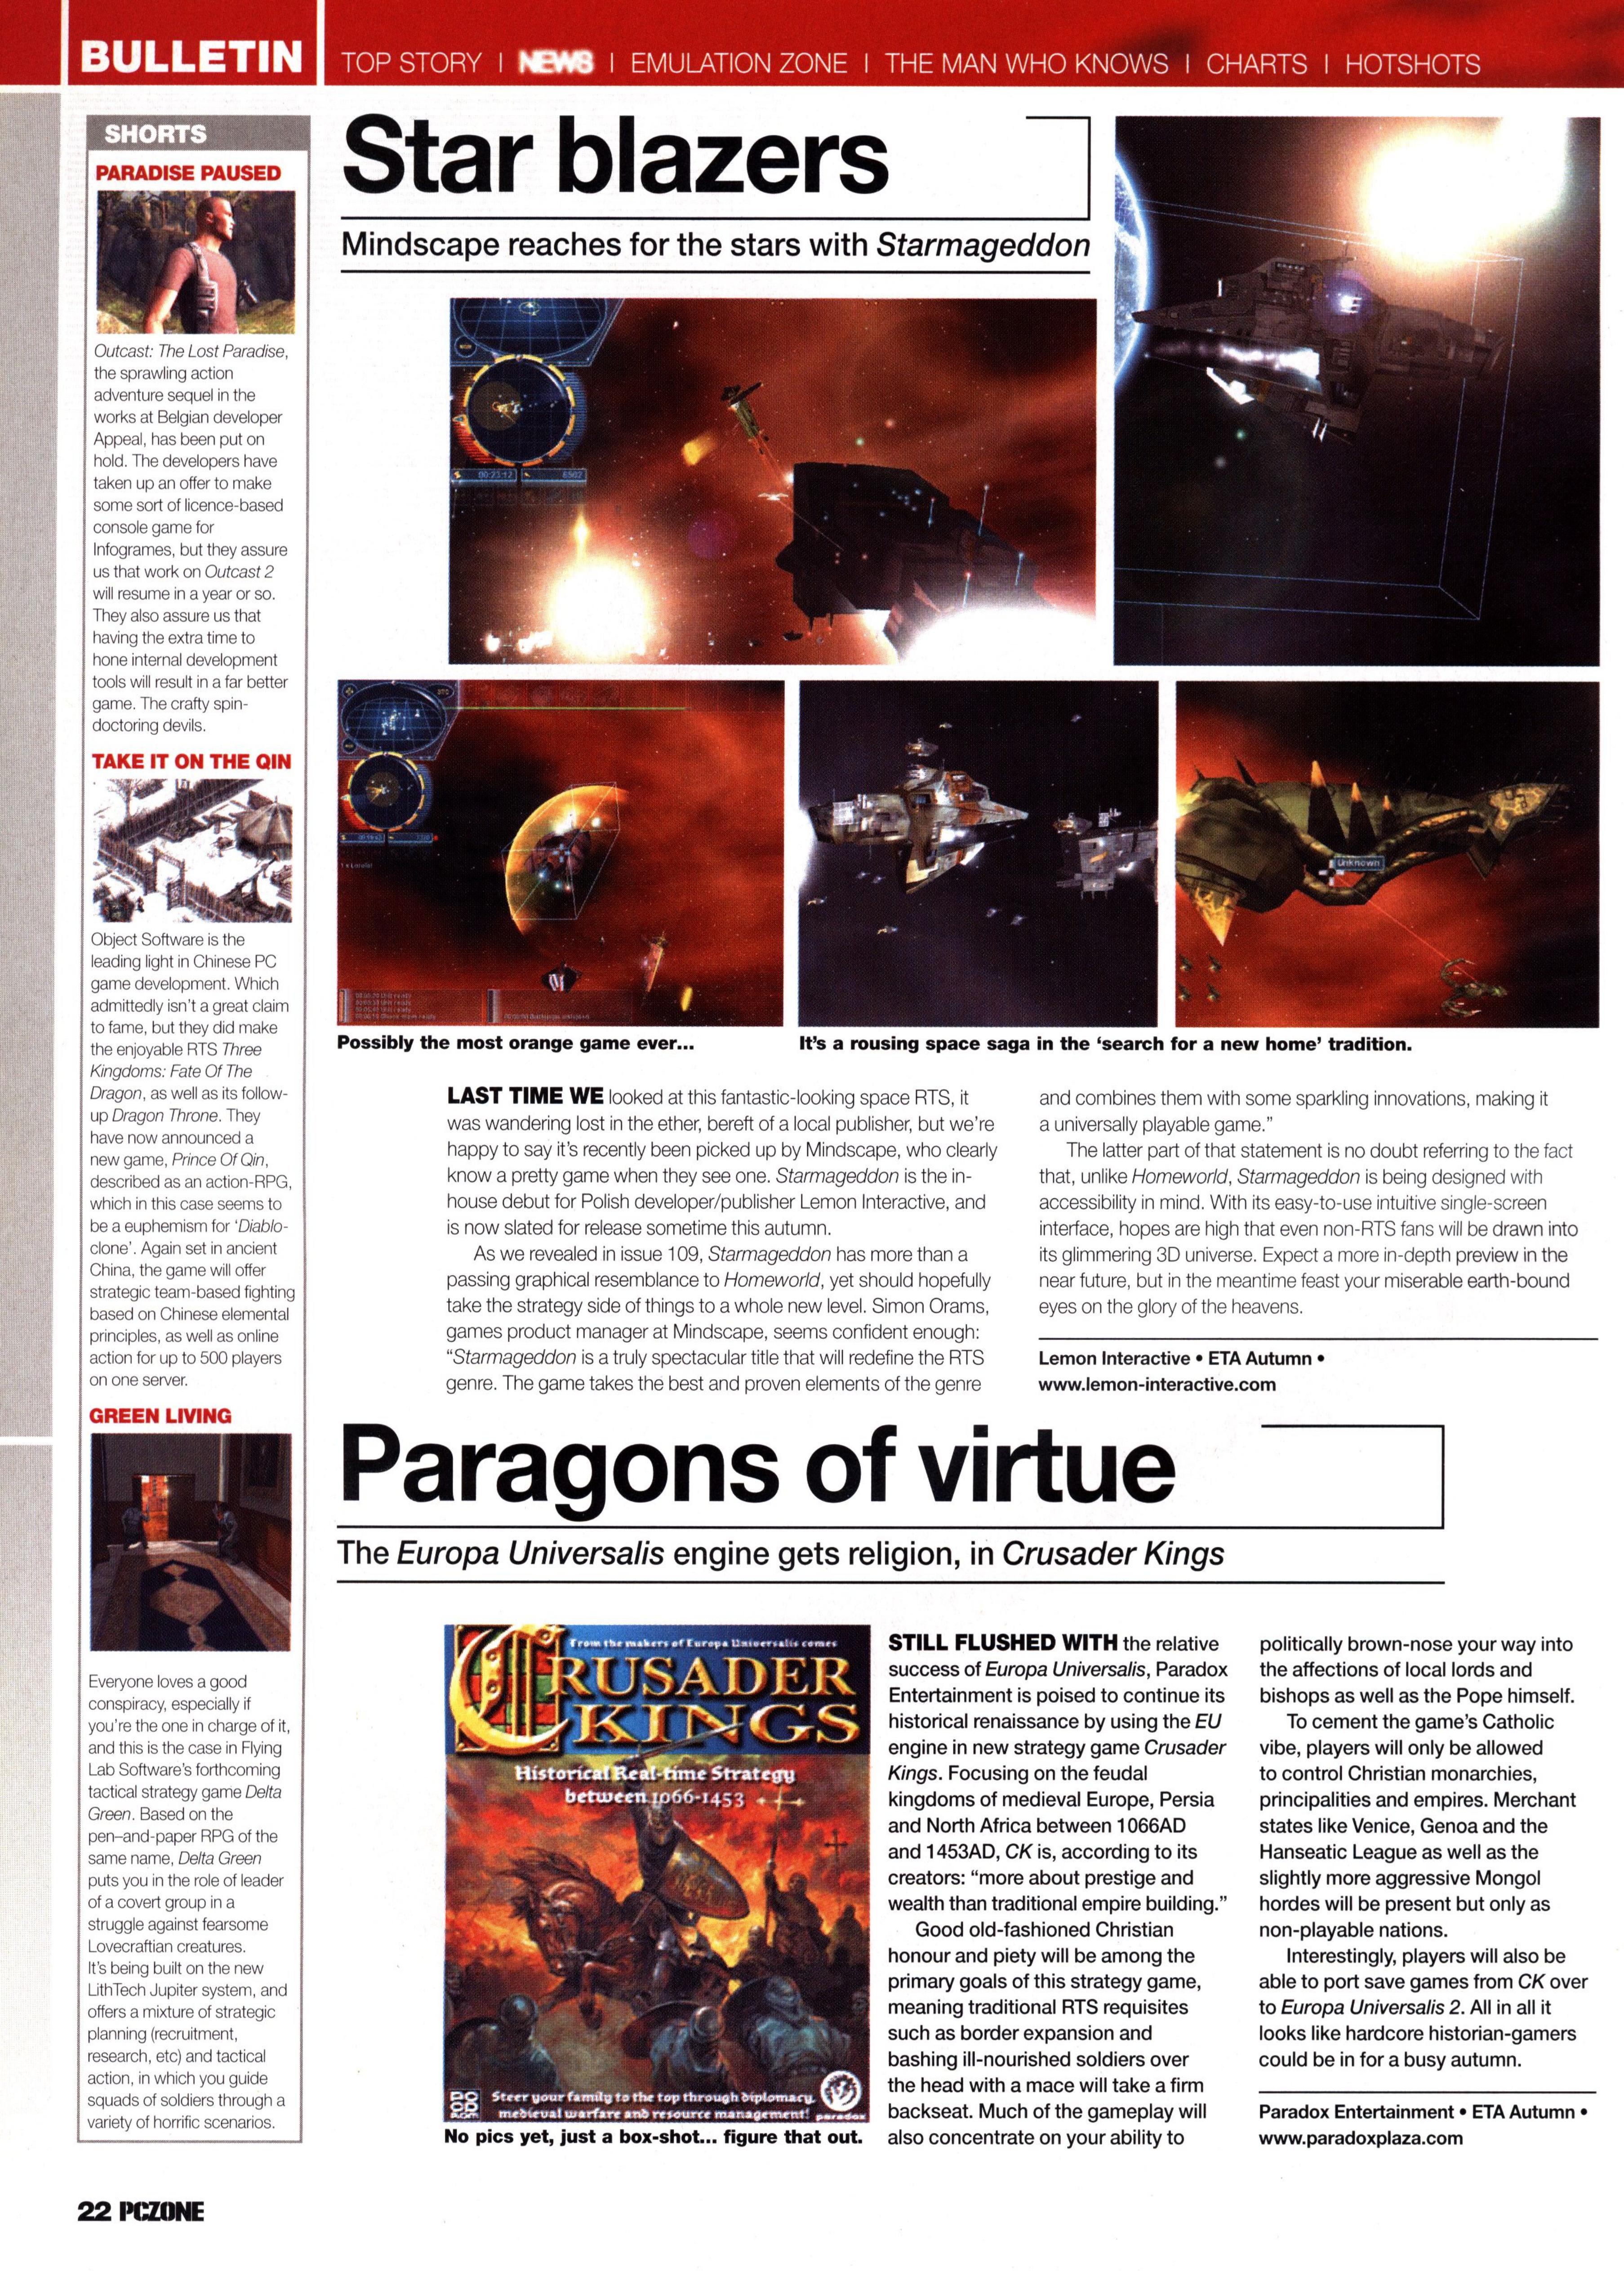 BULLETIN
TOP STORY | NEWS | EMULATION ZONE | THE MAN WHO KNOWS | CHARTS | HOTSHOTS
SHORTS
PARADISE PAUSED
Outcast: The Lost Paradise,
the sprawling action
adventure sequel in the
works at Belgian developer
Appeal, has been put on
hold. The developers have
taken up an offer to make
some sort of licence-based
console game for
Infogrames, but they assure
us that work on Outcast 2
will resume in a year or so.
They also assure us that
having the extra time to
hone internal development
tools will result in a far better
game. The crafty spin-
doctoring devils.
TAKE IT ON THE QIN
Object Software is the
leading light in Chinese PC
game development. Which
admittedly isn't a great claim
to fame, but they did make
the enjoyable RTS Three
Kingdoms: Fate Of The
Dragon, as well as its follow-
up Dragon Throne. They
have now announced a
new game, Prince Of Qin,
described as an action-RPG,
which in this case seems to
be a euphemism for 'Diablo-
clone'. Again set in ancient
China, the game will offer
strategic team-based fighting
based on Chinese elemental
principles, as well as online
action for up to 500 players
on one server.
GREEN LIVING
Everyone loves a good
conspiracy, especially if
you're the one in charge of it,
and this is the case in Flying
Lab Software's forthcoming
tactical strategy game Delta
Green. Based on the
pen–and-paper RPG of the
same name, Delta Green
puts you in the role of leader
of a covert group in a
struggle against fearsome
Lovecraftian creatures.
It's being built on the new
LithTech Jupiter system, and
offers a mixture of strategic
planning (recruitment,
research, etc) and tactical
action, in which you guide
squads of soldiers through a
variety of horrific scenarios.
Star blazers
Mindscape reaches for the stars with Starmageddon
00:23:12
6502
Unknown
Possibly the most orange game ever...
It's a rousing space saga in the 'search for a new home' tradition.
LAST TIME WE looked at this fantastic-looking space RTS, it
was wandering lost in the ether, bereft of a local publisher, but we're
happy to say it's recently been picked up by Mindscape, who clearly
know a pretty game when they see one. Starmageddon is the in-
house debut for Polish developer/publisher Lemon Interactive, and
is now slated for release sometime this autumn.
As we revealed in issue 109, Starmageddon has more than a
passing graphical resemblance to Homeworld, yet should hopefully
take the strategy side of things to a whole new level. Simon Orams,
games product manager at Mindscape, seems confident enough:
"Starmageddon is a truly spectacular title that will redefine the RTS
genre. The game takes the best and proven elements of the genre
and combines them with some sparkling innovations, making it
a universally playable game."
The latter part of that statement is no doubt referring to the fact
that, unlike Homeworld, Starmageddon is being designed with
accessibility in mind. With its easy-to-use intuitive single-screen
interface, hopes are high that even non-RTS fans will be drawn into
its glimmering 3D universe. Expect a more in-depth preview in the
near future, but in the meantime feast your miserable earth-bound
eyes on the glory of the heavens.
Lemon Interactive • ETA Autumn •
www.lemon-interactive.com
Paragons of virtue
The Europa Universalis engine gets religion, in Crusader Kings
From the makers of Europa Universalis comes
CRUSADER
KINGS
Historical Real-time Strategy
between 1066-1453
Steer your family to the top through diplomacy,
medieval warfare and resource management!
paradox
No pics yet, just a box-shot... figure that out.
STILL FLUSHED WITH the relative
success of Europa Universalis, Paradox
Entertainment is poised to continue its
historical renaissance by using the EU
engine in new strategy game Crusader
Kings. Focusing on the feudal
kingdoms of medieval Europe, Persia
and North Africa between 1066AD
and 1453AD, CK is, according to its
creators: "more about prestige and
wealth than traditional empire building."
Good old-fashioned Christian
honour and piety will be among the
primary goals of this strategy game,
meaning traditional RTS requisites
such as border expansion and
bashing ill-nourished soldiers over
the head with a mace will take a firm
backseat. Much of the gameplay will
also concentrate on your ability to
politically brown-nose your way into
the affections of local lords and
bishops as well as the Pope himself.
To cement the game's Catholic
vibe, players will only be allowed
to control Christian monarchies,
principalities and empires. Merchant
states like Venice, Genoa and the
Hanseatic League as well as the
slightly more aggressive Mongol
hordes will be present but only as
non-playable nations.
Interestingly, players will also be
able to port save games from CK over
to Europa Universalis 2. All in all it
looks like hardcore historian-gamers
could be in for a busy autumn.
Paradox Entertainment • ETA Autumn •
www.paradoxplaza.com
22 PCZONE